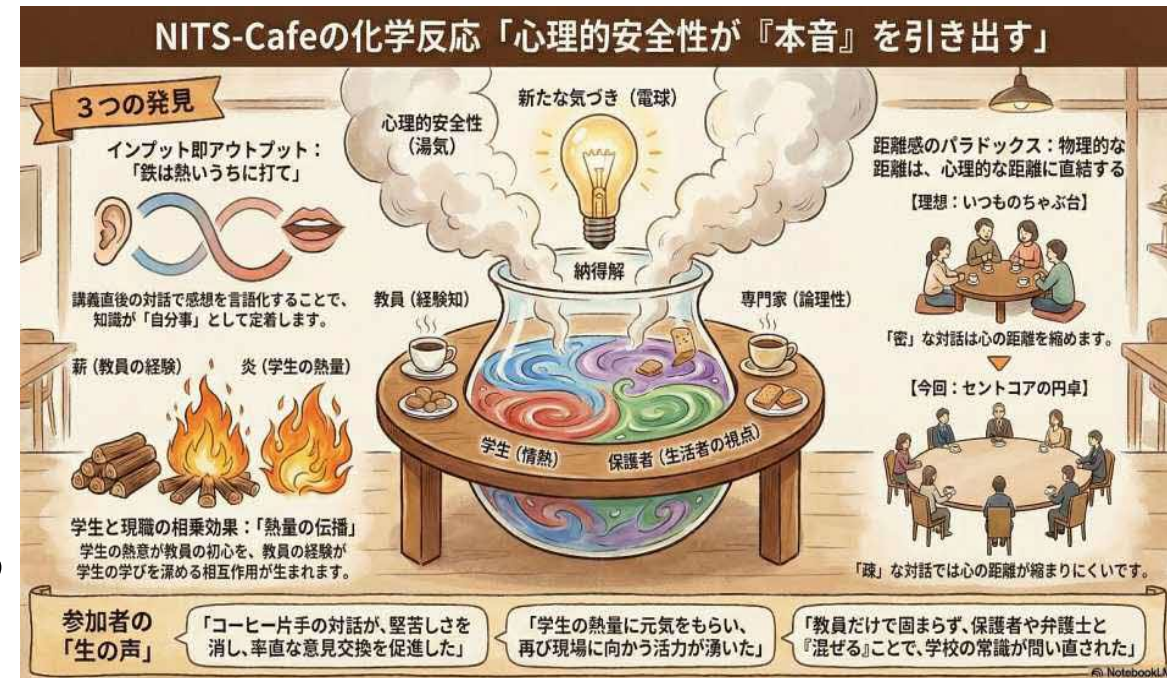 NITS-Cafeの化学反応「心理的安全性が『本音』を引き出す」
3つの発見
インプット即アウトプット：
「鉄は熱いうちに打て」
講義直後の対話で感想を言語化することで、
知識が「自分事」として定着します。
薪（教員の経験）
炎（学生の熱量）
学生と現職の相乗効果：「熱量の伝播」
学生の熱意が教員の初心を、教員の経験が
学生の学びを深める相互作用が生まれます。
心理的安全性
（湯気）
新たな気づき（電球）
納得解
教員（経験知）
専門家（論理性）
学生（情熱）
保護者（生活者の視点）
距離感のパラドックス：物理的な
距離は、心理的な距離に直結する
【理想：いつものちゃぶ台】
「密」な対話は心の距離を縮めます。
【今回：セントコアの円卓】
「疎」な対話では心の距離が縮まりにくいです。
参加者の
「生の声」
「コーヒー片手の対話が、堅苦しさを
消し、率直な意見交換を促進した」
「学生の熱量に元気をもらい、
再び現場に向かう活力が湧いた」
「教員だけで固まらず、保護者や弁護士と
『混ぜる』ことで、学校の常識が問い直された」